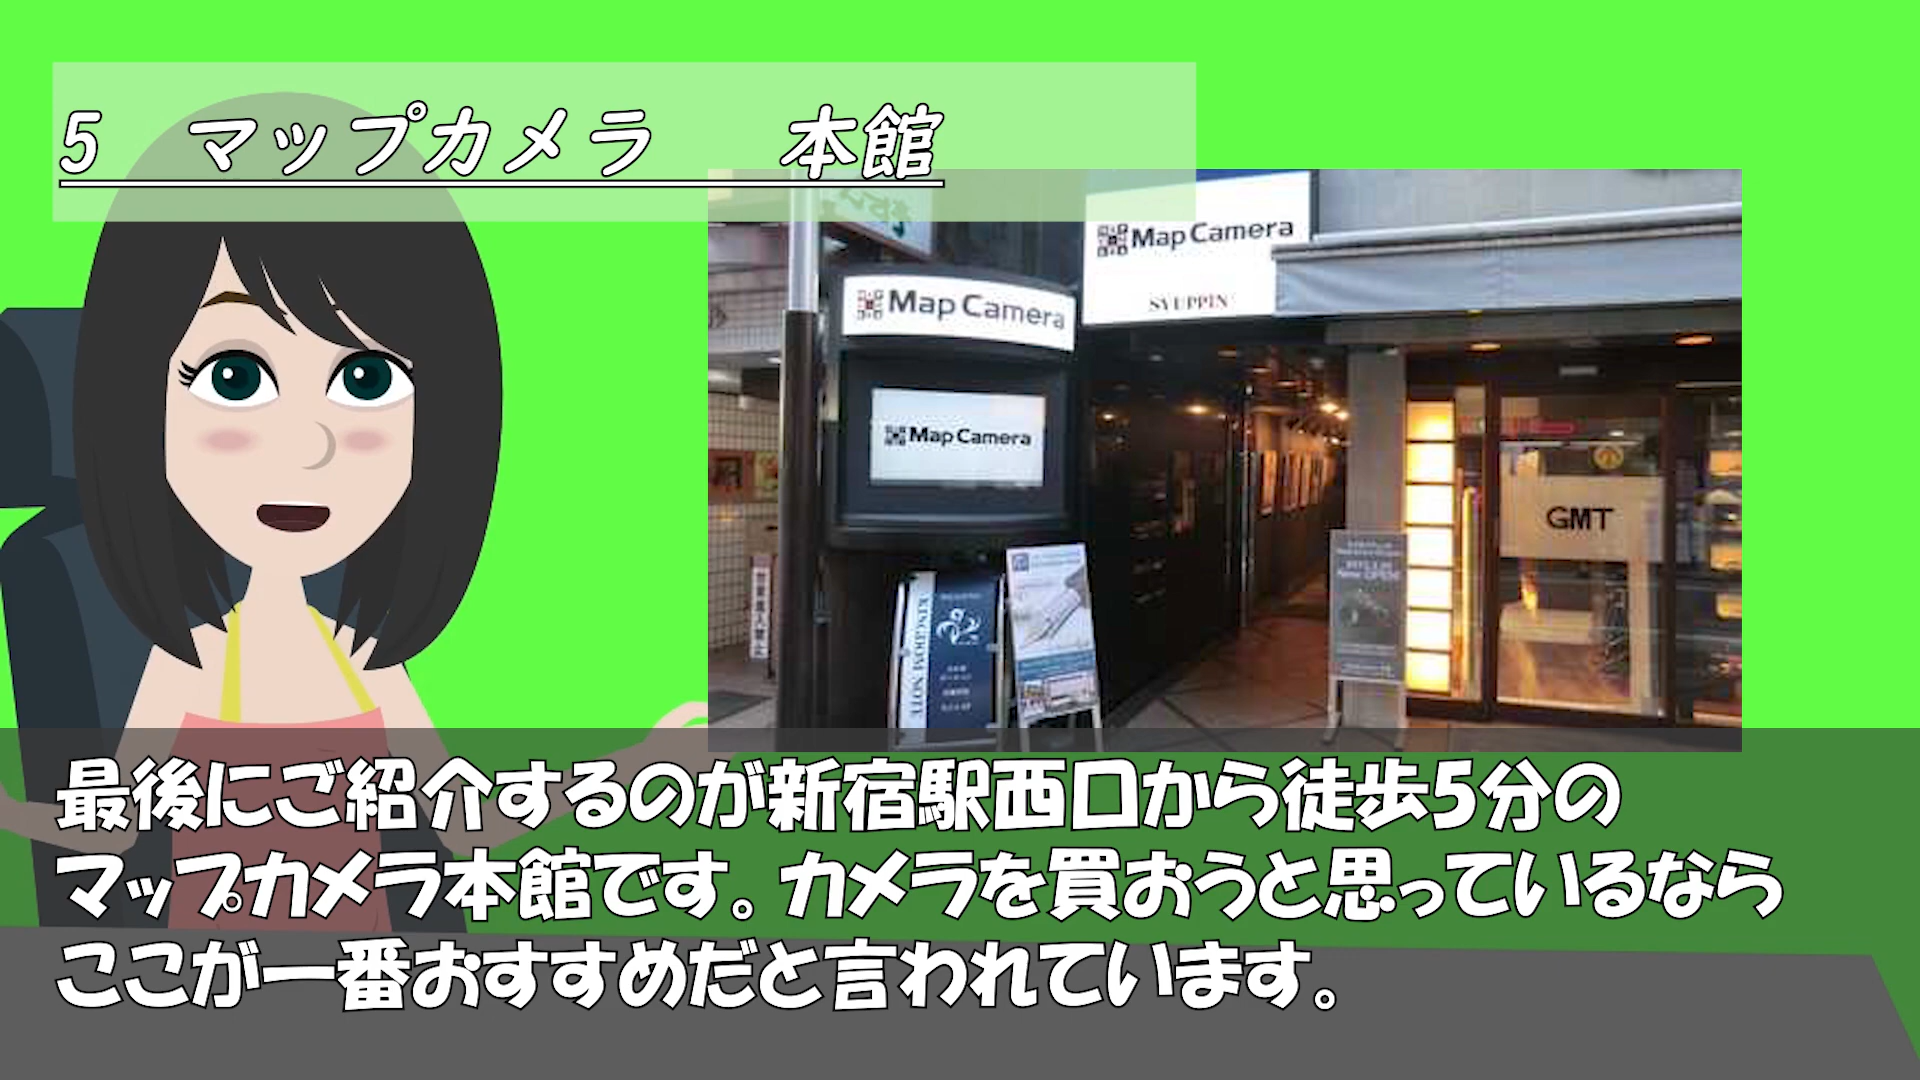 5 マップカメラ 本館
Map Camera
SYUPPIN
Map Camera
Map Camera
GMT
KINGDOM NOTE
New OPEN
最後にご紹介するのが新宿駅西口から徒歩5分の
マップカメラ本館です。カメラを買おうと思っているなら
ここが一番おすすめだと言われています。